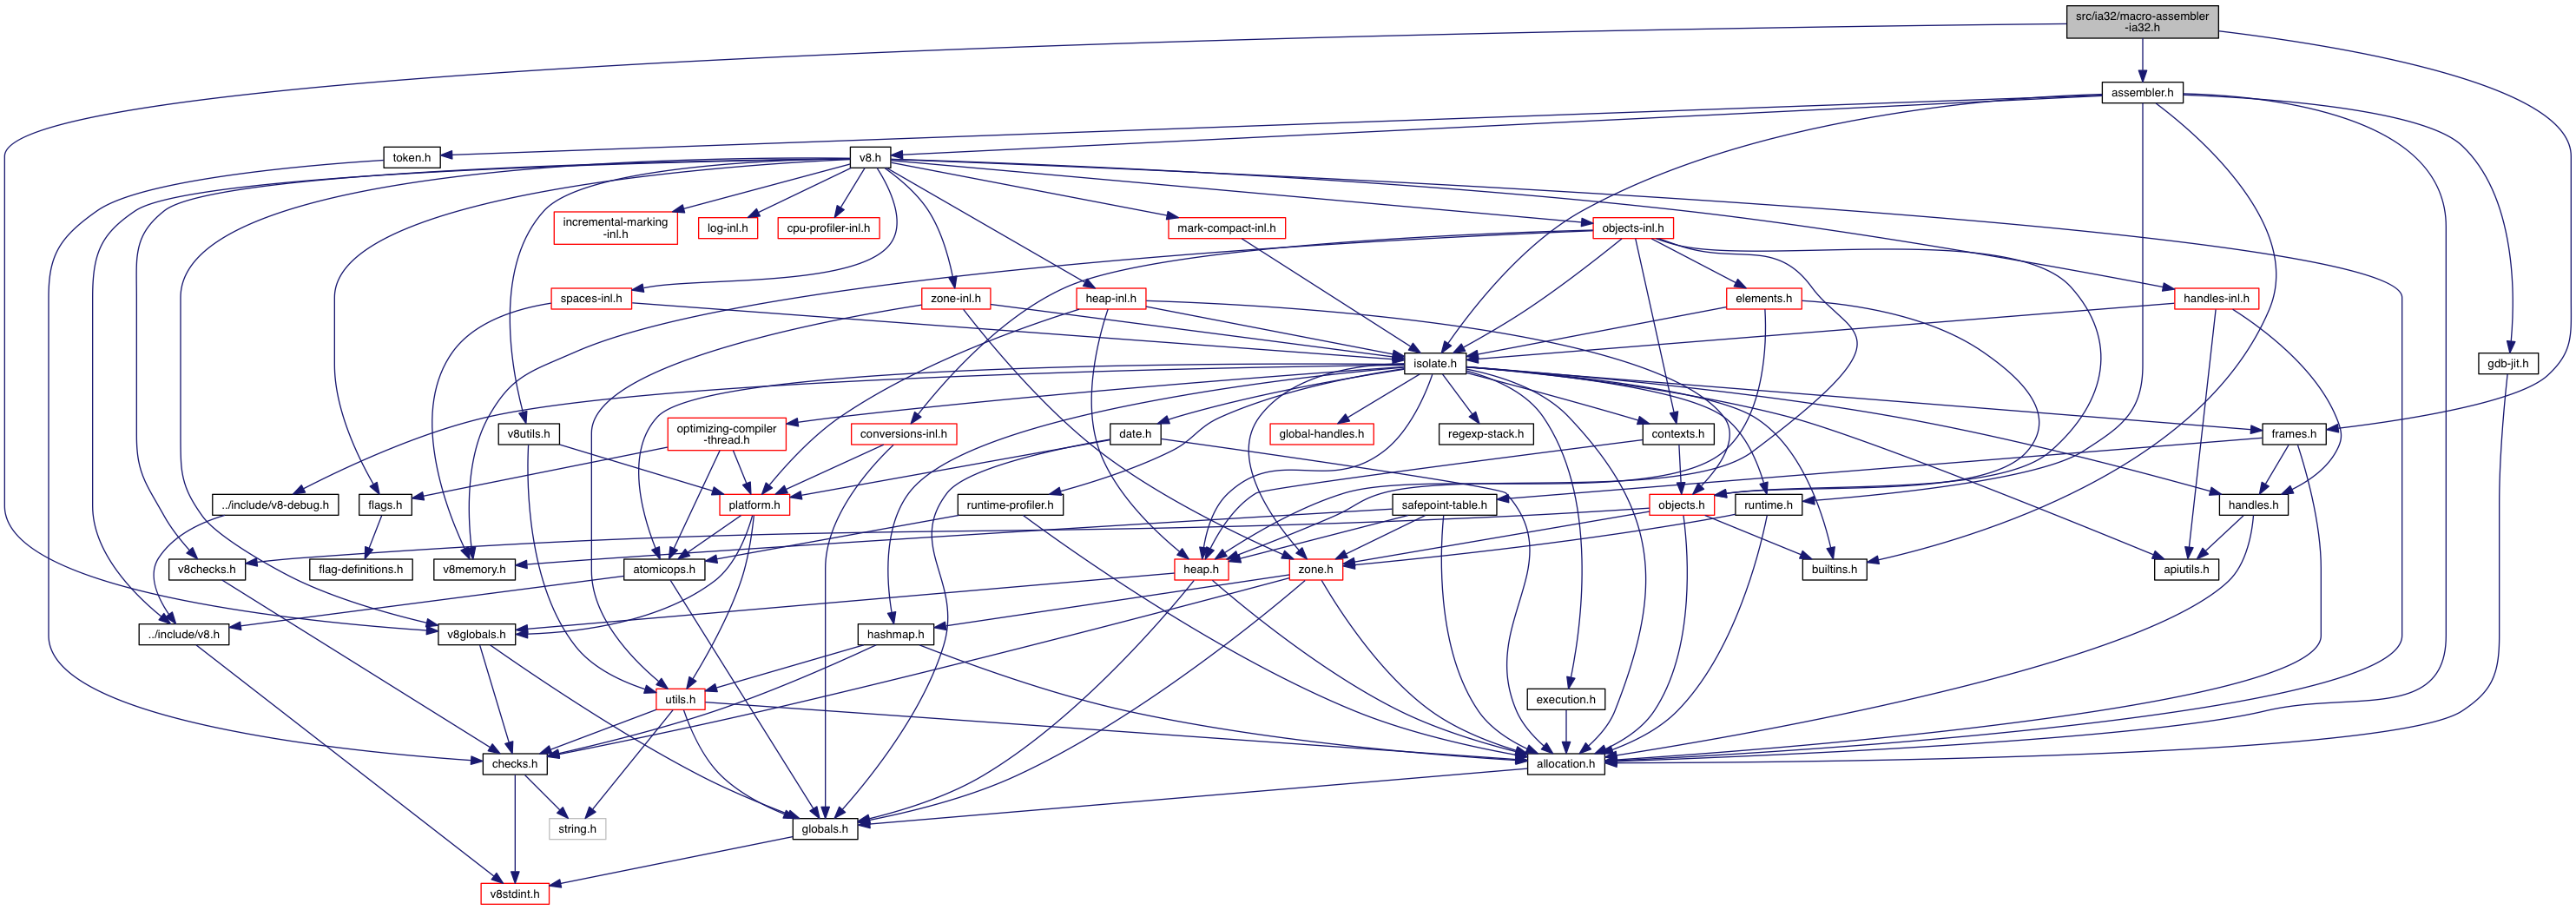 src/ia32/macro-assembler
-ia32.h
assembler.h
token.h
v8.h
incremental-marking
-inl.h
log-inl.h
cpu-profiler-inl.h
mark-compact-inl.h
objects-inl.h
spaces-inl.h
zone-inl.h
heap-inl.h
elements.h
handles-inl.h
isolate.h
gdb-jit.h
v8utils.h
optimizing-compiler
-thread.h
conversions-inl.h
date.h
global-handles.h
regexp-stack.h
contexts.h
frames.h
../include/v8-debug.h
flags.h
platform.h
runtime-profiler.h
safepoint-table.h
objects.h
runtime.h
handles.h
v8checks.h
flag-definitions.h
v8memory.h
atomicops.h
heap.h
zone.h
builtins.h
apiutils.h
../include/v8.h
v8globals.h
hashmap.h
utils.h
execution.h
checks.h
allocation.h
string.h
globals.h
v8stdint.h